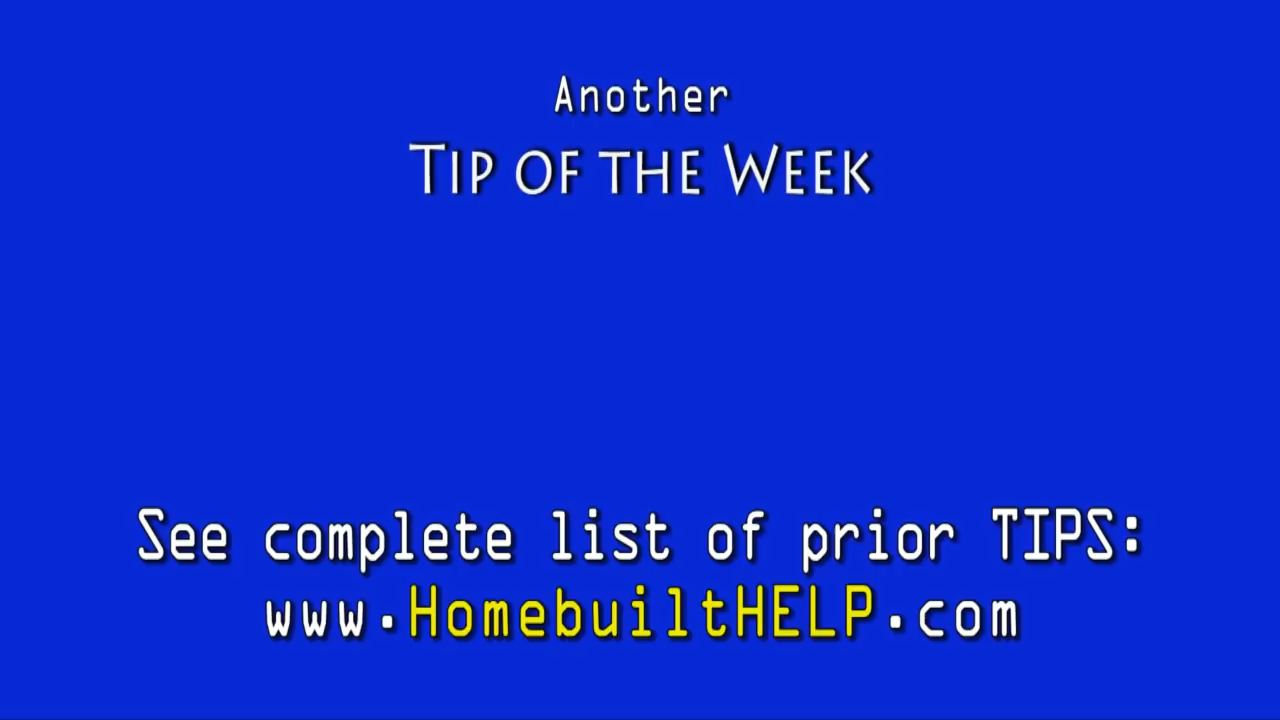 Another
Tip of the Week
See complete list of prior TIPS:
www.HomebuiltHELP.com